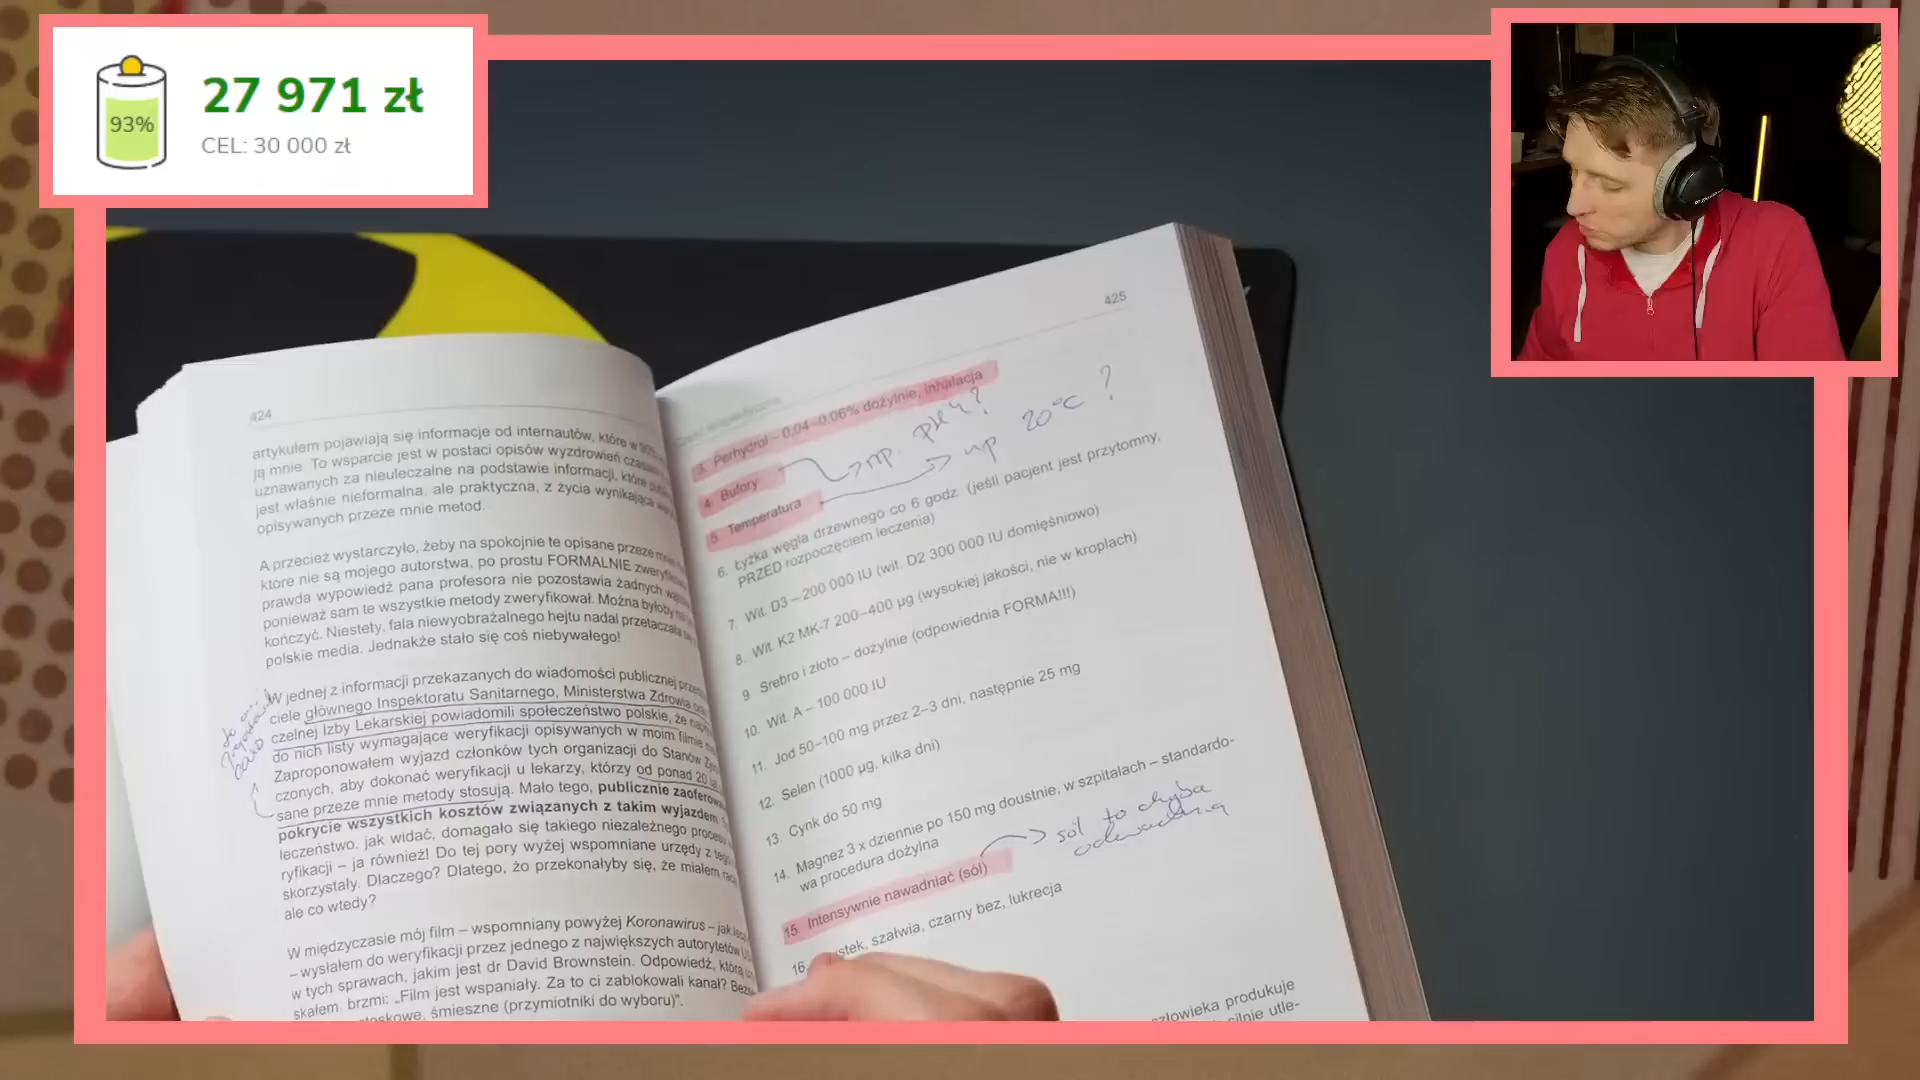 27 971 zł
93%
CEL: 30 000 zł
424
artykułem pojawiają się informacje od internautów, które w
ją mnie. To wsparcie jest w postaci opisów wyzdrowień
uznawanych za nieuleczalne na podstawie informacji, które
jest właśnie nieformalna, ale praktyczna, z życia wynikająca
opisywanych przeze mnie metod.
A przecież wystarczyło, żeby na spokojnie te opisane przeze
które nie są mojego autorstwa, po prostu FORMALNIE
prawda wypowiedź pana profesora nie pozostawia żadnych
ponieważ sam te wszystkie metody zweryfikował. Można byłoby
kończyć. Niestety, fala niewyobrażalnego hejtu nadal przetacza
polskie media. Jednakże stało się coś niebywałego!
W jednej z informacji przekazanych do wiadomości publicznej
ciele głównego Inspektoratu Sanitarnego, Ministerstwa Zdrowia
czelnej Izby Lekarskiej powiadomili społeczeństwo polskie, że
do nich listy wymagające weryfikacji opisywanych w moim filmie
Zaproponowałem wyjazd członków tych organizacji do Stanów
czonych, aby dokonać weryfikacji u lekarzy, którzy od ponad 20
sane przeze mnie metody stosują. Mało tego, publicznie
pokrycie wszystkich kosztów związanych z takim wyjazdem
leczeństwo, jak widać, domagało się takiego niezależnego
ryfikacji – ja również! Do tej pory wyżej wspomniane urzędy z
skorzystały. Dlaczego? Dlatego, żo przekonałyby się, że miałem
ale co wtedy?
W międzyczasie mój film – wspomniany powyżej Koronawirus – jak
– wysłałem do weryfikacji przez jednego z największych autorytetów
w tych sprawach, jakim jest dr David Brownstein. Odpowiedź,
skałem, brzmi: „Film jest wspaniały. Za to ci zablokowali kanał?
śmieszne (przymiotniki do wyboru)”.
425
3. Perhydrol – 0,04–0,06% dożylnie, inhalacja
4. Bufory
np. pH 4?
5. Temperatura
np 20°C ?
6. Łyżka węgla drzewnego co 6 godz. (jeśli pacjent jest przytomny,
PRZED rozpoczęciem leczenia)
7. Wit. D3 – 200 000 IU (wit. D2 300 000 IU domięśniowo)
8. Wit. K2 MK-7 200–400 µg (wysokiej jakości, nie w kroplach)
9. Srebro i złoto – dożylnie (odpowiednia FORMA!!!)
10. Wit. A – 100 000 IU
11. Jod 50–100 mg przez 2–3 dni, następnie 25 mg
12. Selen (1000 µg, kilka dni)
13. Cynk do 50 mg
14. Magnez 3 x dziennie po 150 mg doustnie, w szpitalach – standardo-
wa procedura dożylna
15. Intensywnie nawadniać (sól)
sól to chyba
odwadnia
16. szałwia, czarny bez, lukrecja
człowieka produkuje
silnie utle-